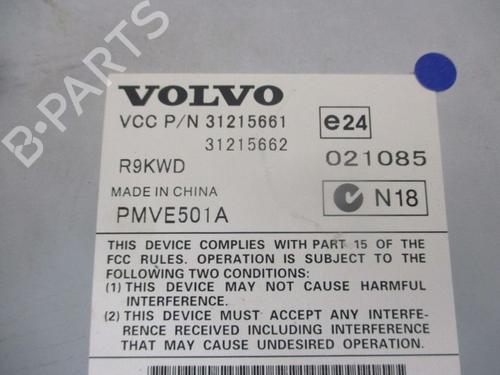 VOLVO
VCC P/N 31215661
31215662
e24
R9KWD
021085
MADE IN CHINA
N18
PMVE501A
THIS DEVICE COMPLIES WITH PART 15 OF THE
FCC RULES. OPERATION IS SUBJECT TO THE
FOLLOWING TWO CONDITIONS:
(1) THIS DEVICE MAY NOT CAUSE HARMFUL
INTERFERENCE.
(2) THIS DEVICE MUST ACCEPT ANY INTERFE-
RENCE RECEIVED INCLUDING INTERFERENCE
THAT MAY CAUSE UNDESIRED OPERATION.
B-PARTS